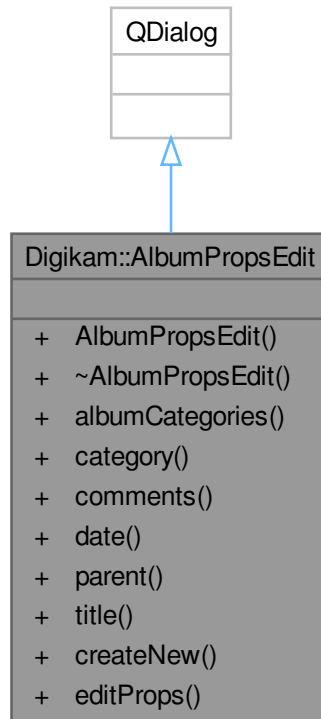 QDialog
Digikam::AlbumPropsEdit
+ AlbumPropsEdit()
+ ~AlbumPropsEdit()
+ albumCategories()
+ category()
+ comments()
+ date()
+ parent()
+ title()
+ createNew()
+ editProps()